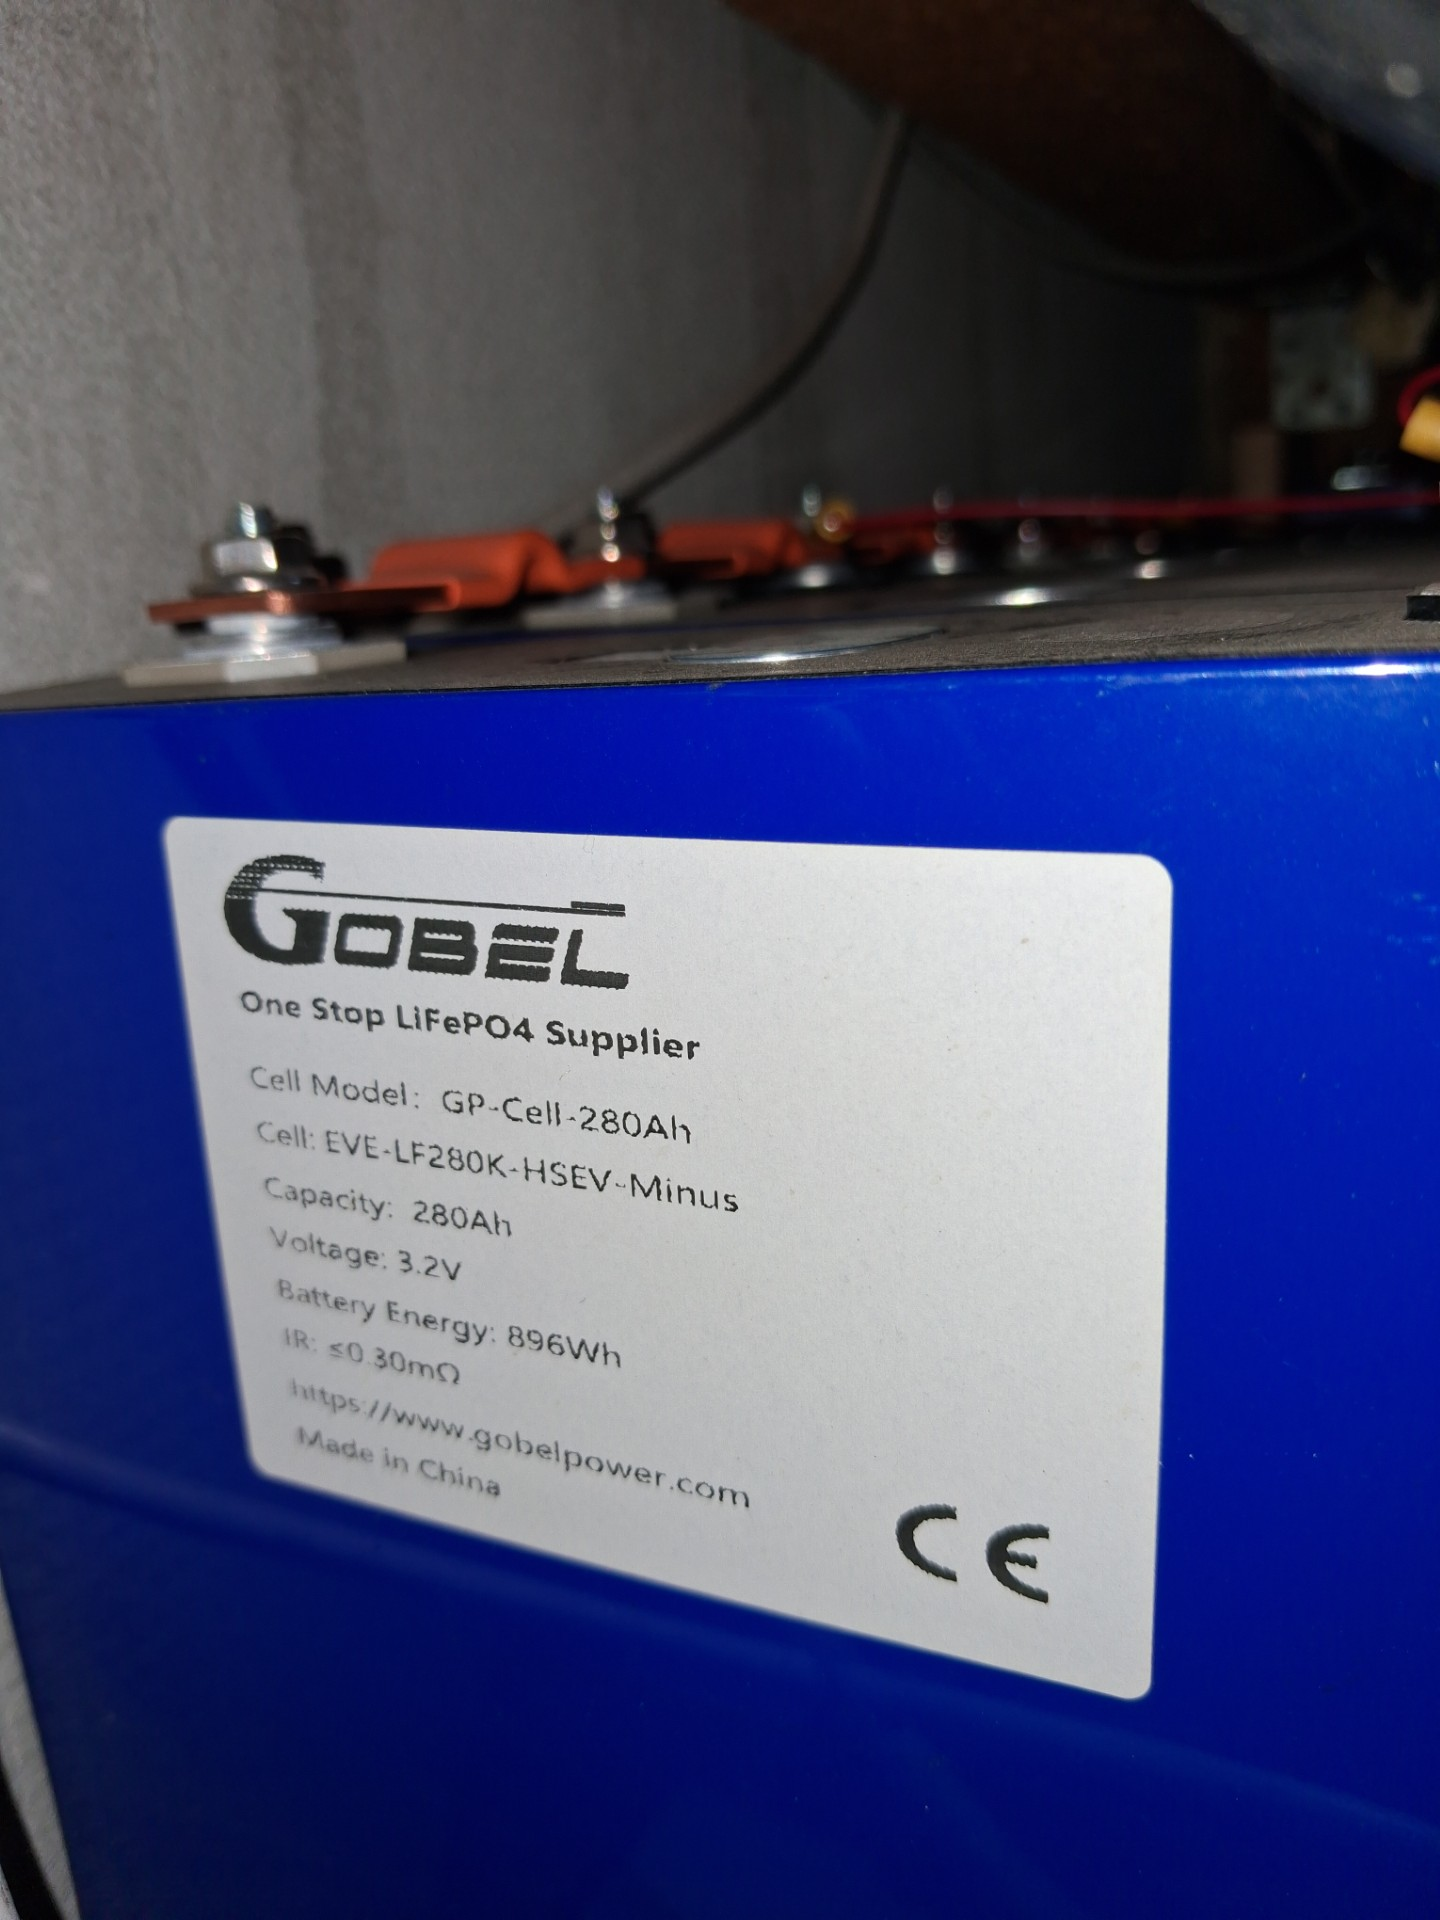 GOBEL
One Stop LiFePO4 Supplier
Cell Model: GP-Cell-280Ah
Cell: EVE-LF280K-HSEV-Minus
Capacity: 280Ah
Voltage: 3.2V
Battery Energy: 896Wh
IR: ≤0.30mΩ
https://www.gobelpower.com
Made in China
CE